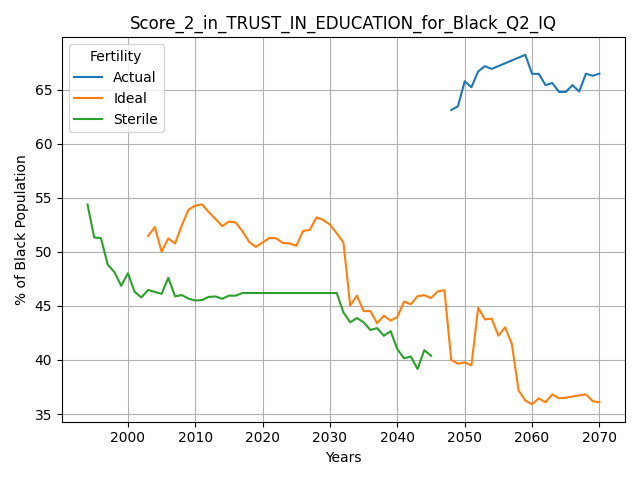 Score_2_in_TRUST_IN_EDUCATION_for_Black_Q2_IQ
Fertility
Actual
Ideal
Sterile
% of Black Population
65
60
55
50
45
40
35
2000 2010 2020 2030 2040 2050 2060 2070
Years